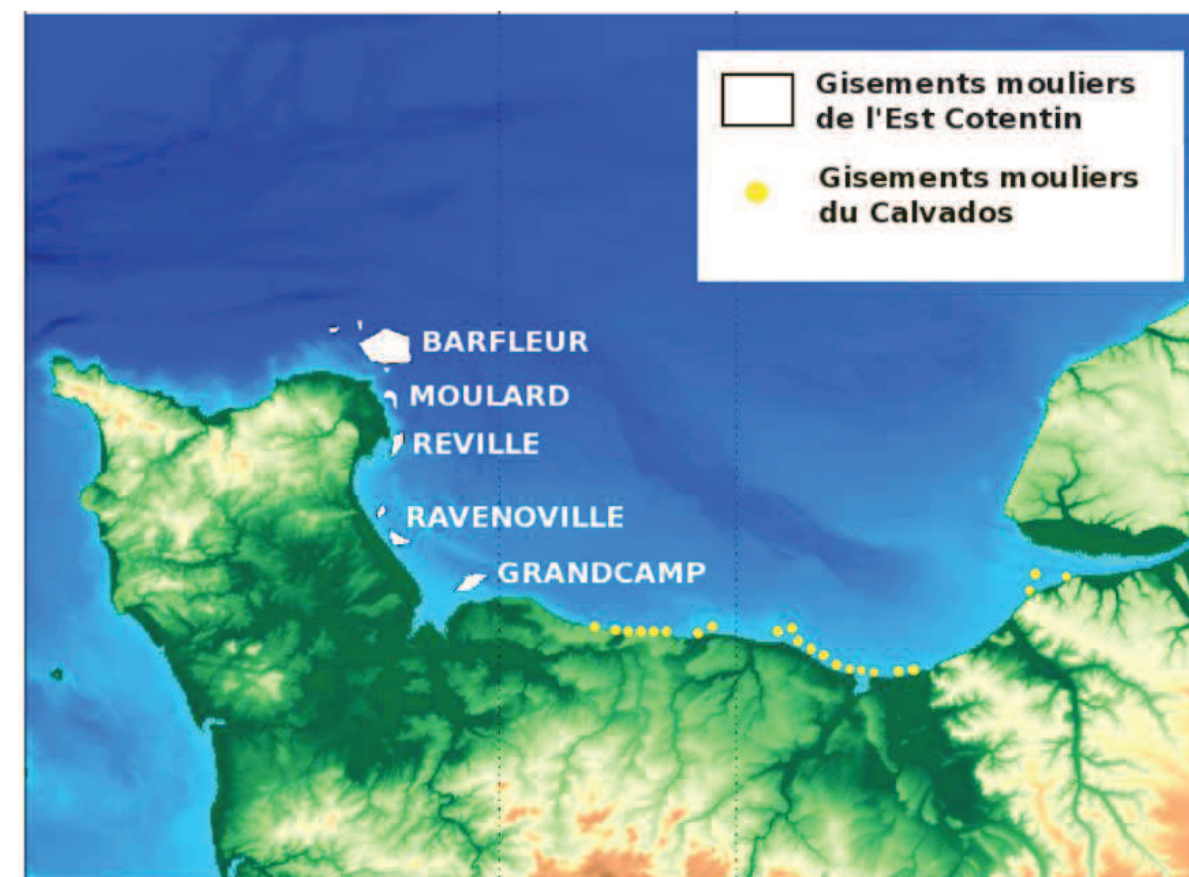 Gisements mouliers
de l'Est Cotentin
Gisements mouliers
du Calvados
BARFLEUR
MOULARD
REVILLE
RAVENOVILLE
GRANDCAMP